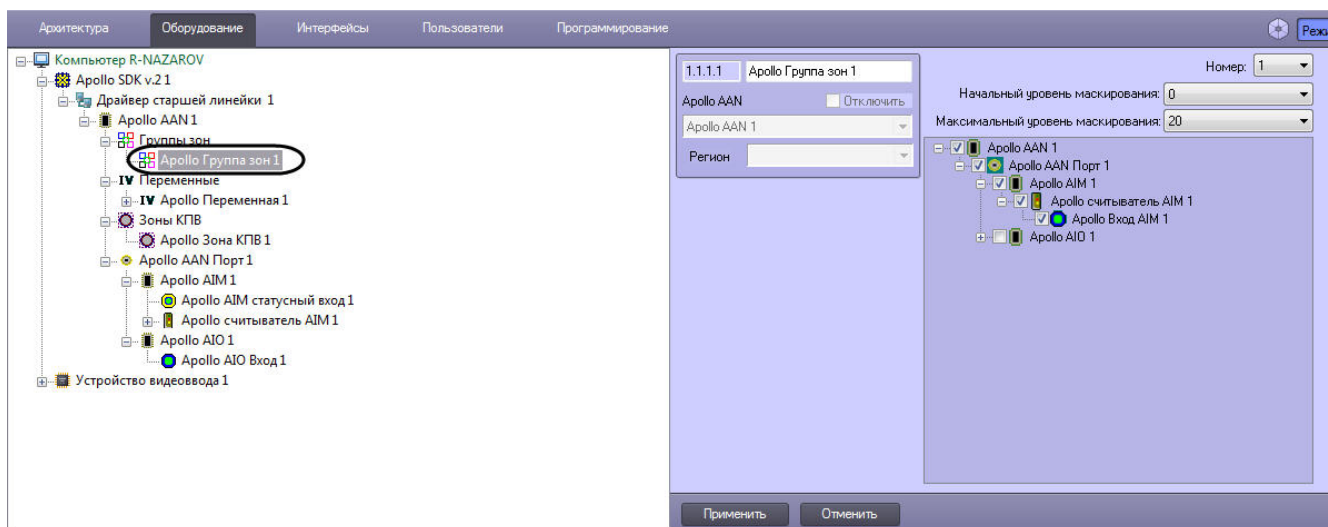 Архитектура Оборудование Интерфейсы Пользователи Программирование
Компьютер R-NAZAROV
Apollo SDK v.2 1
Драйвер старшей линейки 1
Apollo AAN 1
Группы зон
Apollo Группа зон 1
IV Переменные
IV Apollo Переменная 1
Зоны КПВ
Apollo Зона КПВ 1
Apollo AAN Порт 1
Apollo AIM 1
Apollo AIM статусный вход 1
Apollo считыватель AIM 1
Apollo AIO 1
Apollo AIO Вход 1
Устройство видеоввода 1
1.1.1.1 Apollo Группа зон 1
Apollo AAN Отключить
Apollo AAN 1
Регион
Номер: 1
Начальный уровень маскирования: 0
Максимальный уровень маскирования: 20
Apollo AAN 1
Apollo AAN Порт 1
Apollo AIM 1
Apollo считыватель AIM 1
Apollo Вход AIM 1
Apollo AIO 1
Применить Отменить